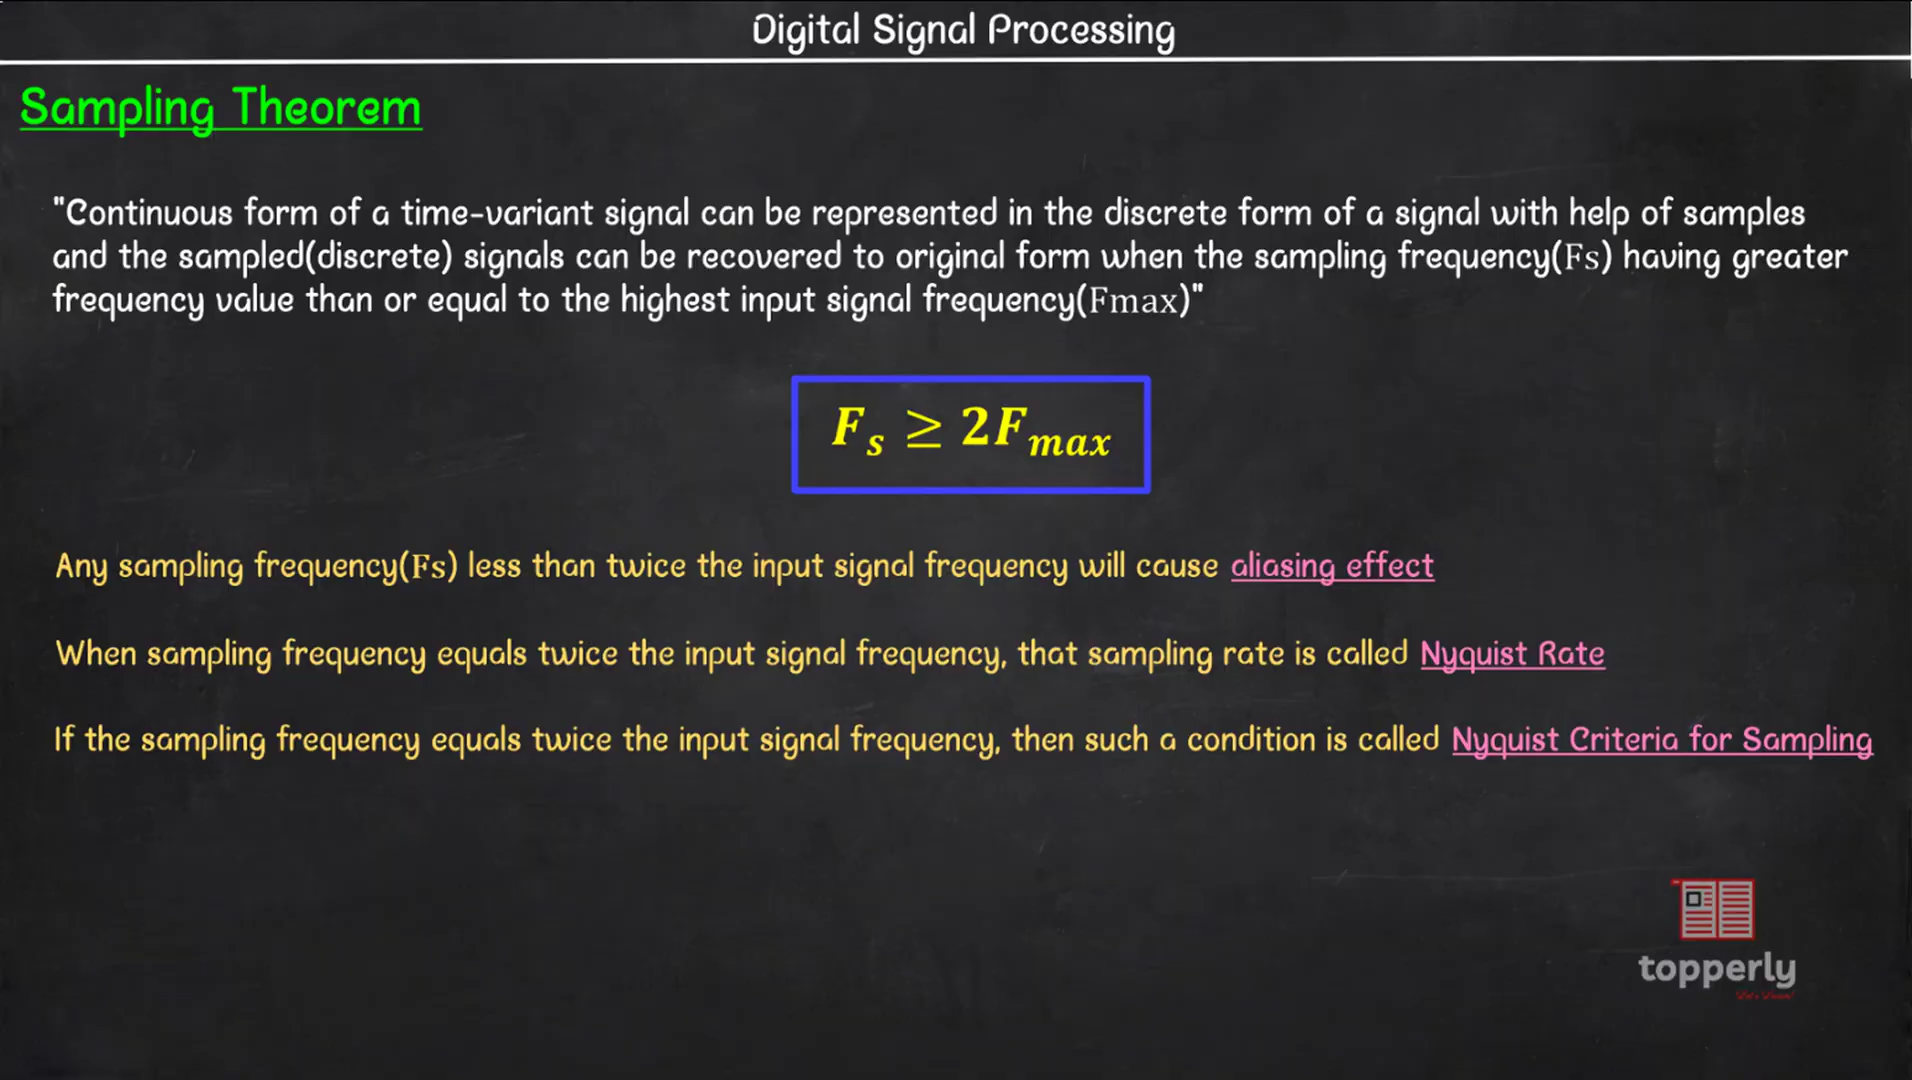 Digital Signal Processing
Sampling Theorem
"Continuous form of a time-variant signal can be represented in the discrete form of a signal with help of samples
and the sampled(discrete) signals can be recovered to original form when the sampling frequency(Fs) having greater
frequency value than or equal to the highest input signal frequency(Fmax)"
Fs ≥ 2Fmax
Any sampling frequency(Fs) less than twice the input signal frequency will cause aliasing effect
When sampling frequency equals twice the input signal frequency, that sampling rate is called Nyquist Rate
If the sampling frequency equals twice the input signal frequency, then such a condition is called Nyquist Criteria for Sampling
topperly